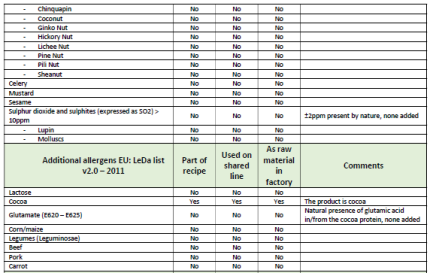 - Chinquapin No No No
- Coconut No No No
- Ginko Nut No No No
- Hickory Nut No No No
- Lichee Nut No No No
- Pine Nut No No No
- Pili Nut No No No
- Sheanut No No No
Celery No No No
Mustard No No No
Sesame No No No
Sulphur dioxide and sulphites (expressed as SO2) > 10ppm No No No ±2ppm present by nature, none added
- Lupin No No No
- Molluscs No No No
Additional allergens EU: LeDa list v2.0 – 2011 Part of recipe Used on shared line As raw material in factory Comments
Lactose No No No
Cocoa Yes Yes Yes The product is cocoa
Glutamate (E620 – E625) No No No Natural presence of glutamic acid in/from the cocoa protein, none added
Corn/maize No No No
Legumes (Leguminosae) No No No
Beef No No No
Pork No No No
Carrot No No No